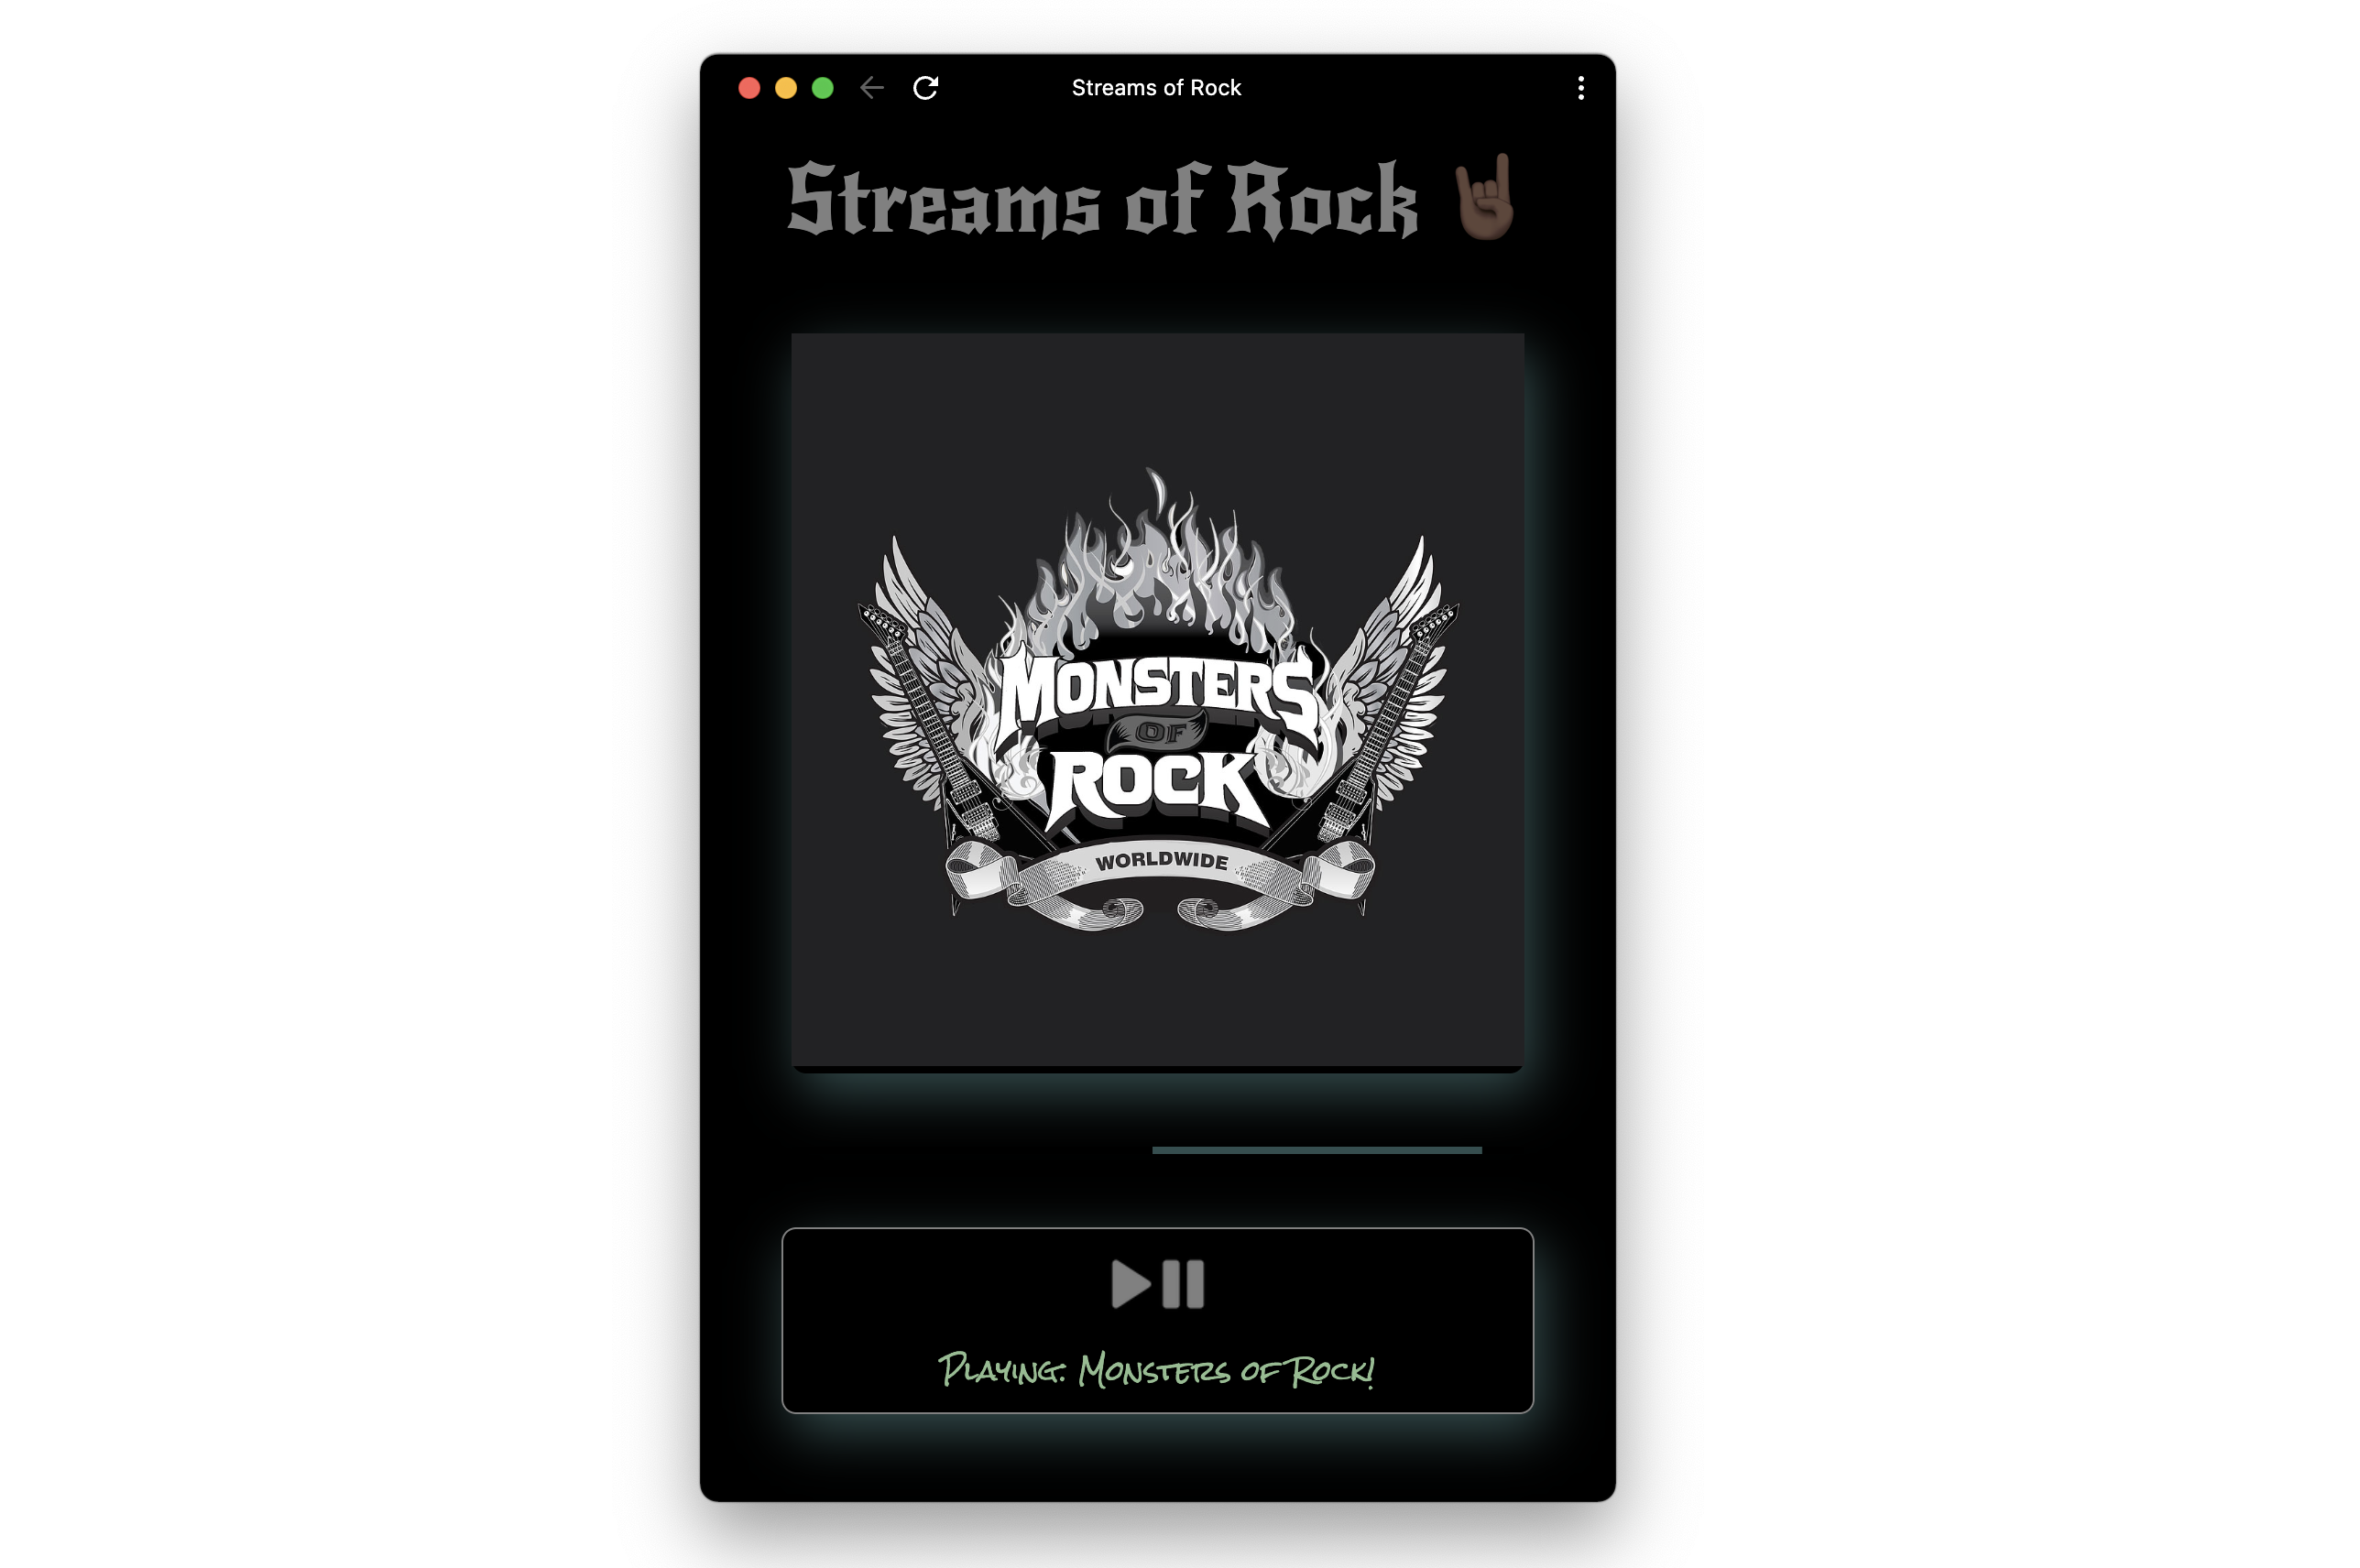 Streams of Rock
Streams of Rock 🤘🏿
MONSTERS
OF
ROCK
WORLDWIDE
Playing: Monsters of Rock!